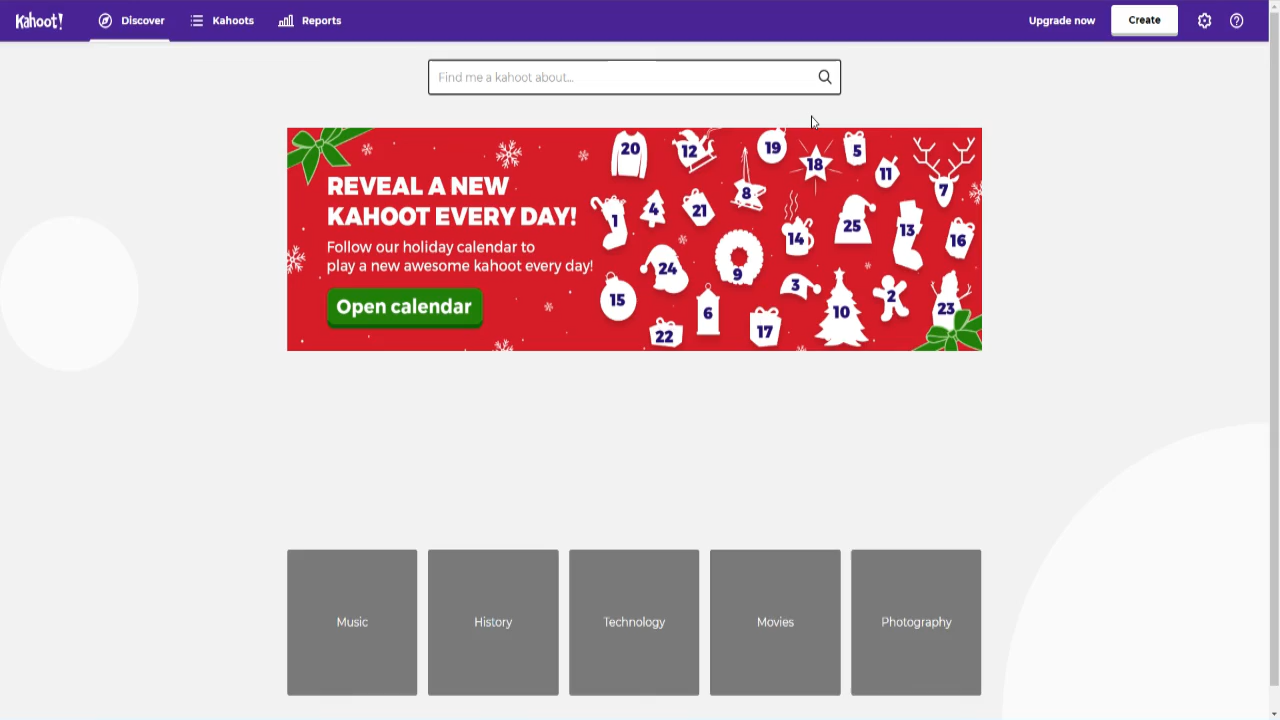 Kahoot!
Discover
Kahoots
Reports
Upgrade now
Create
Find me a kahoot about...
REVEAL A NEW
KAHOOT EVERY DAY!
Follow our holiday calendar to
play a new awesome kahoot every day!
Open calendar
20
12
19
18
5
11
7
1
4
21
8
14
25
13
16
24
9
15
6
3
10
2
23
22
17
Music
History
Technology
Movies
Photography